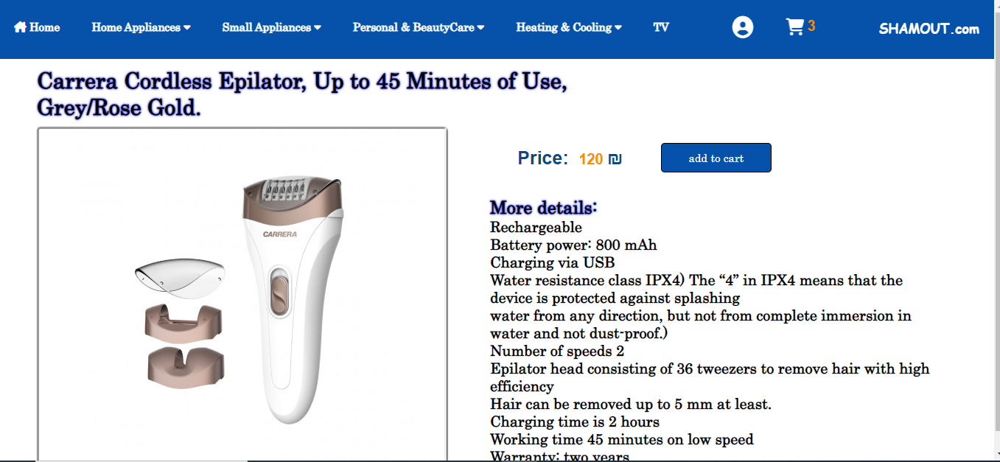 Home Home Appliances Small Appliances Personal & BeautyCare Heating & Cooling TV 3 SHAMOUT.com
Carrera Cordless Epilator, Up to 45 Minutes of Use,
Grey/Rose Gold.
CARRERA
Price: 120 ₪ add to cart
More details:
Rechargeable
Battery power: 800 mAh
Charging via USB
Water resistance class IPX4) The “4” in IPX4 means that the
device is protected against splashing
water from any direction, but not from complete immersion in
water and not dust-proof.)
Number of speeds 2
Epilator head consisting of 36 tweezers to remove hair with high
efficiency
Hair can be removed up to 5 mm at least.
Charging time is 2 hours
Working time 45 minutes on low speed
Warranty: two years